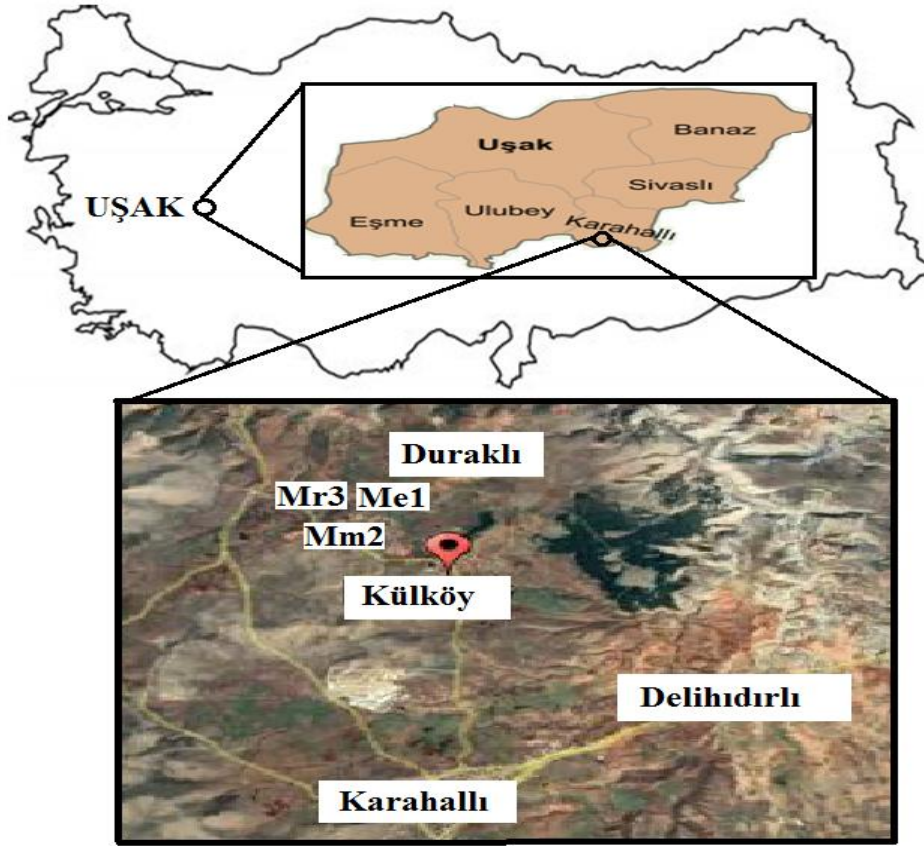 Banaz
Uşak
Sivaslı
UŞAK
Eşme
Ulubey
Karahallı
Duraklı
Mr3
Me1
Mm2
Külköy
Delihıdırlı
Karahallı